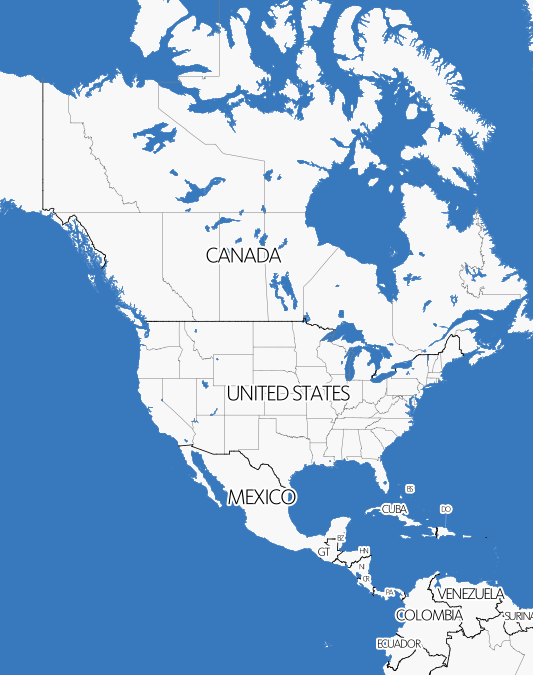 CANADA
UNITED STATES
MEXICO
BS
CUBA
DO
BZ
GT
HN
NI
CR
PA
VENEZUELA
COLOMBIA
SURINA
ECUADOR